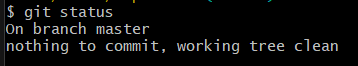 $ git status
On branch master
nothing to commit, working tree clean